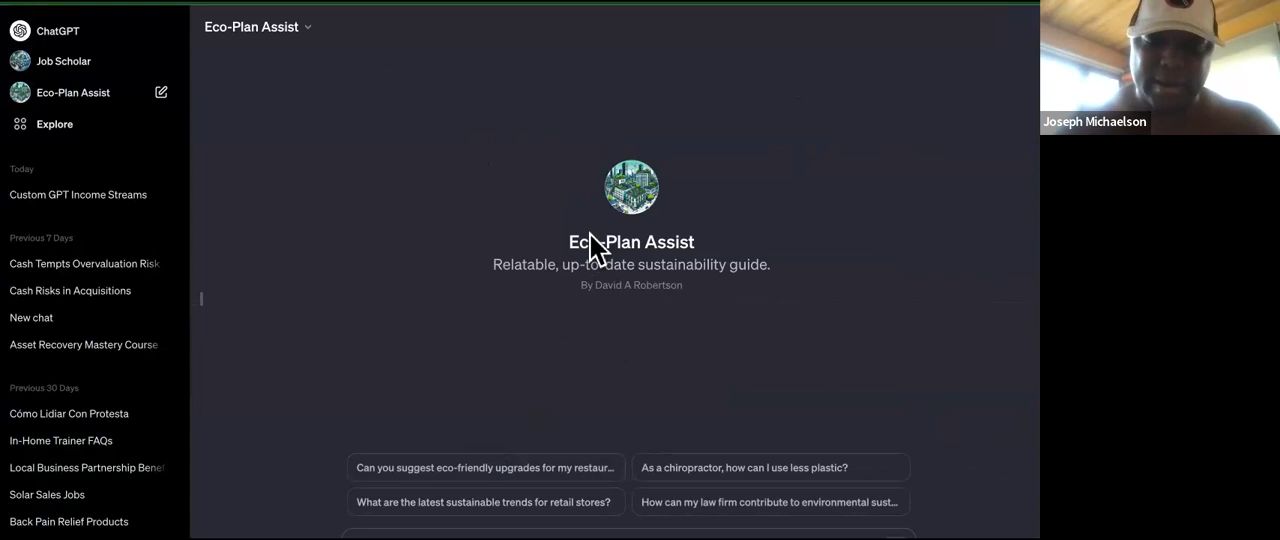 ChatGPT
Job Scholar
Eco-Plan Assist
Explore
Today
Custom GPT Income Streams
Previous 7 Days
Cash Tempts Overvaluation Risk
Cash Risks in Acquisitions
New chat
Asset Recovery Mastery Course
Previous 30 Days
Cómo Lidiar Con Protesta
In-Home Trainer FAQs
Local Business Partnership Benef
Solar Sales Jobs
Back Pain Relief Products
Eco-Plan Assist
Eco-Plan Assist
Relatable, up-to-date sustainability guide.
By David A Robertson
Can you suggest eco-friendly upgrades for my restaur...
As a chiropractor, how can I use less plastic?
What are the latest sustainable trends for retail stores?
How can my law firm contribute to environmental sust...
Joseph Michaelson